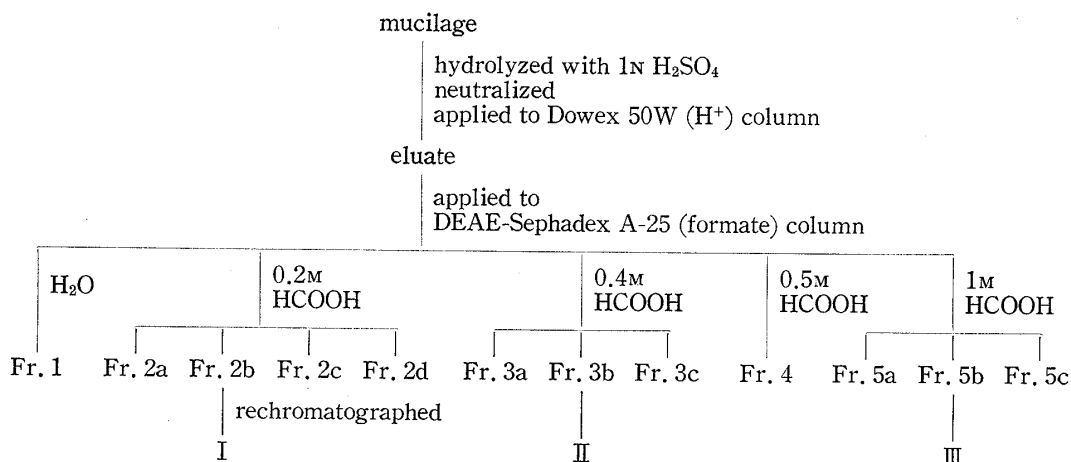 mucilage
hydrolyzed with 1N H₂SO₄
neutralized
applied to Dowex 50W (H⁺) column
eluate
applied to
DEAE-Sephadex A-25 (formate) column
H₂O
0.2M
HCOOH
0.4M
HCOOH
0.5M
HCOOH
1M
HCOOH
Fr. 1 Fr. 2a Fr. 2b Fr. 2c Fr. 2d Fr. 3a Fr. 3b Fr. 3c Fr. 4 Fr. 5a Fr. 5b Fr. 5c
rechromatographed
I II III